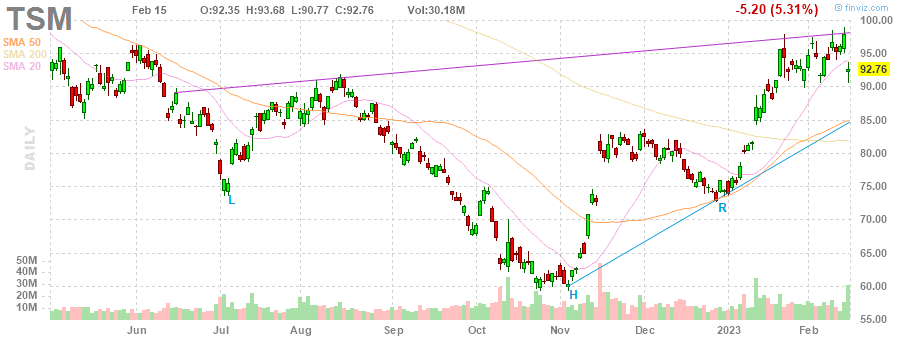 TSM Feb 15 O:92.35 H:93.68 L:90.77 C:92.76 Vol:30.18M -5.20 (5.31%) © finviz.com
SMA 50
SMA 200
SMA 20
DAILY
100.00
95.00
92.76
90.00
85.00
80.00
75.00
70.00
65.00
60.00
55.00
50M
40M
30M
20M
10M
L
H
R
Jun Jul Aug Sep Oct Nov Dec 2023 Feb